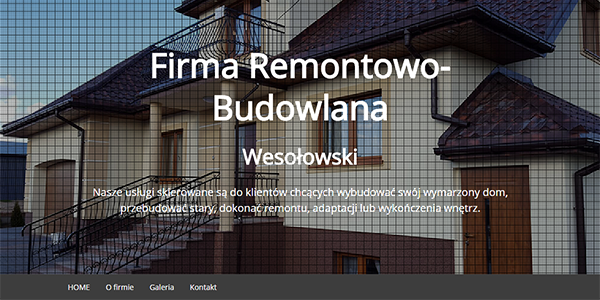 Firma Remontowo-
Budowlana
Wesołowski
Nasze usługi skierowane są do klientów chcących wybudować swój wymarzony dom,
przebudować stary, dokonać remontu, adaptacji lub wykończenia wnętrz.
HOME O firmie Galeria Kontakt